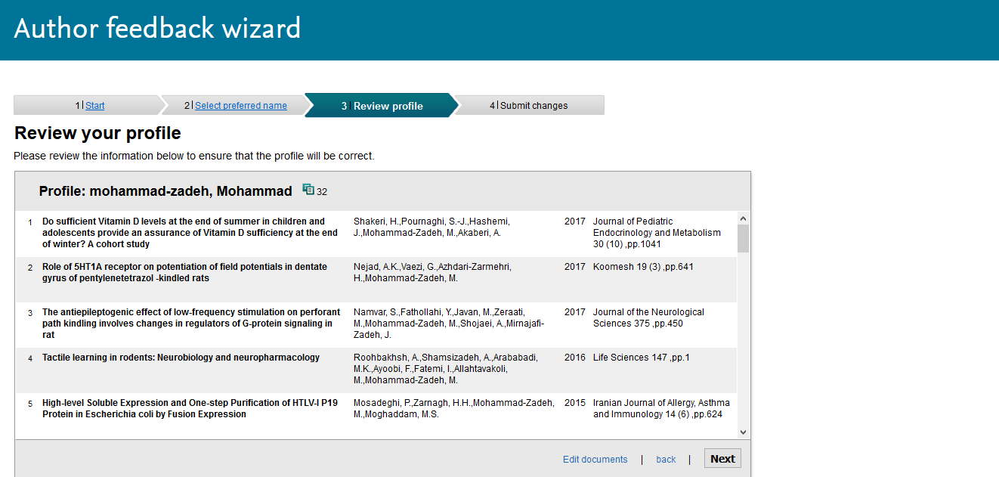 Author feedback wizard
1 | Start
2 | Select preferred name
3 | Review profile
4 | Submit changes
Review your profile
Please review the information below to ensure that the profile will be correct.
Profile: mohammad-zadeh, Mohammad 32
1 Do sufficient Vitamin D levels at the end of summer in children and
adolescents provide an assurance of Vitamin D sufficiency at the end
of winter? A cohort study
Shakeri, H.,Pournaghi, S.-J.,Hashemi,
J.,Mohammad-Zadeh, M.,Akaberi, A.
2017
Journal of Pediatric
Endocrinology and Metabolism
30 (10) ,pp.1041
2 Role of 5HT1A receptor on potentiation of field potentials in dentate
gyrus of pentylenetetrazol -kindled rats
Nejad, A.K.,Vaezi, G.,Azhdari-Zarmehri,
H.,Mohammad-Zadeh, M.
2017
Koomesh 19 (3) ,pp.641
3 The antiepileptogenic effect of low-frequency stimulation on perforant
path kindling involves changes in regulators of G-protein signaling in
rat
Namvar, S.,Fathollahi, Y.,Javan, M.,Zeraati,
M.,Mohammad-Zadeh, M.,Shojaei, A.,Mirnajafi-
Zadeh, J.
2017
Journal of the Neurological
Sciences 375 ,pp.450
4 Tactile learning in rodents: Neurobiology and neuropharmacology
Roohbakhsh, A.,Shamsizadeh, A.,Arababadi,
M.K.,Ayoobi, F.,Fatemi, I.,Allahtavakoli,
M.,Mohammad-Zadeh, M.
2016
Life Sciences 147 ,pp.1
5 High-level Soluble Expression and One-step Purification of HTLV-I P19
Protein in Escherichia coli by Fusion Expression
Mosadeghi, P.,Zarnagh, H.H.,Mohammad-Zadeh,
M.,Moghaddam, M.S.
2015
Iranian Journal of Allergy, Asthma
and Immunology 14 (6) ,pp.624
Edit documents | back | Next